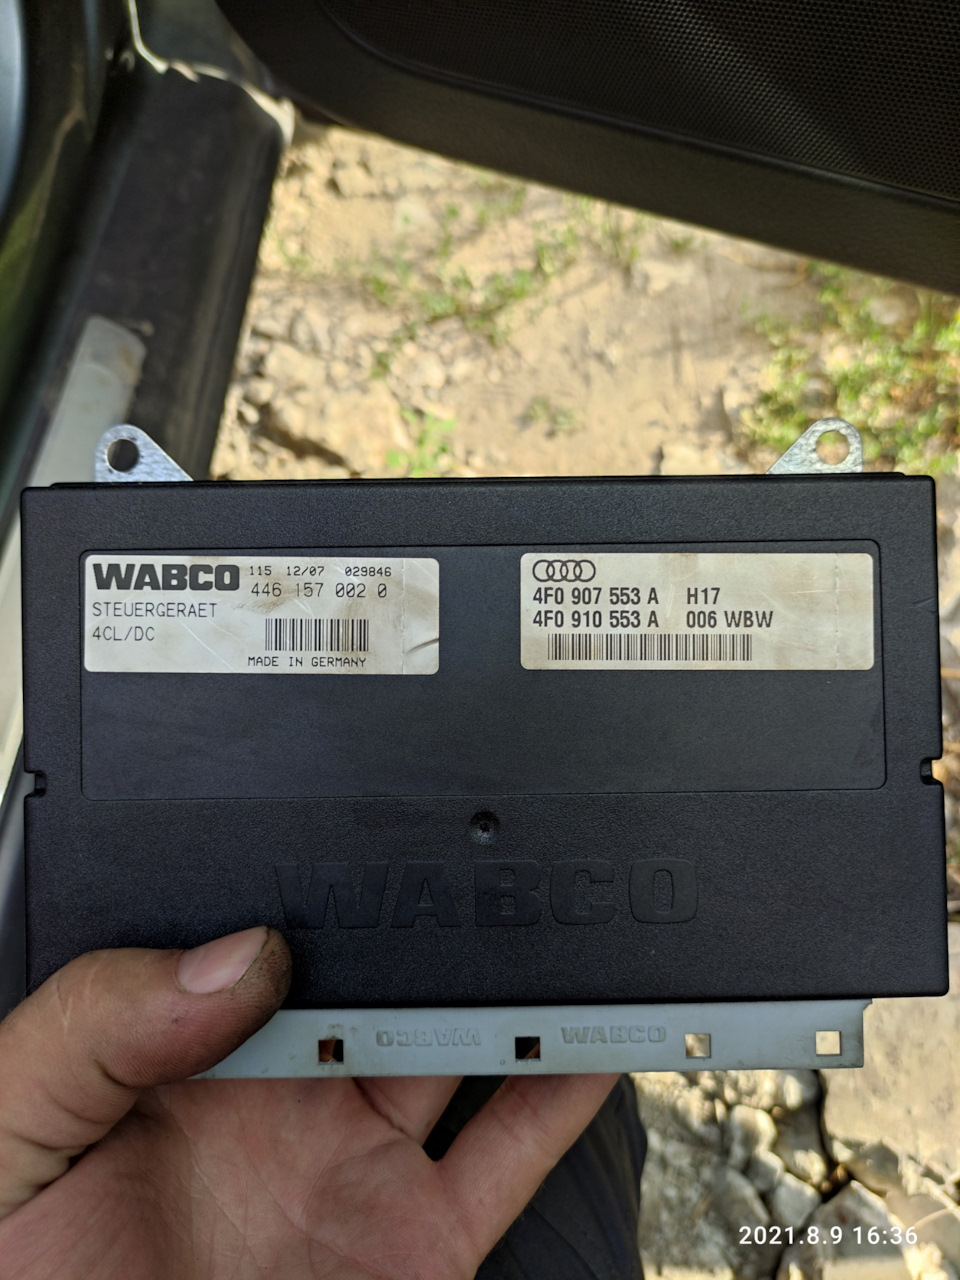 WABCO 115 12/07 029846
446 157 002 0
STEUERGERAET
4CL/DC
MADE IN GERMANY
4F0 907 553 A H17
4F0 910 553 A 006 WBW
WABCO
WABCO WABCO
2021.8.9 16:36